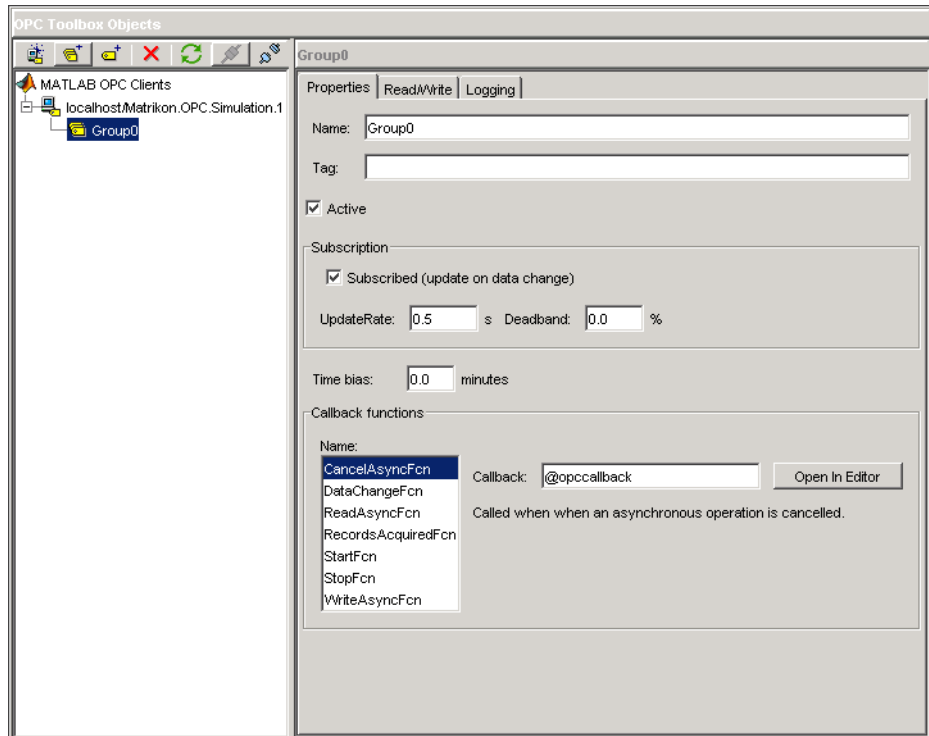 OPC Toolbox Objects
Group0
MATLAB OPC Clients
localhost/Matrikon.OPC.Simulation.1
Group0
Properties Read/Write Logging
Name: Group0
Tag:
Active
Subscription
Subscribed (update on data change)
UpdateRate: 0.5 s Deadband: 0.0 %
Time bias: 0.0 minutes
Callback functions
Name:
CancelAsyncFcn
DataChangeFcn
ReadAsyncFcn
RecordsAcquiredFcn
StartFcn
StopFcn
WriteAsyncFcn
Callback: @opccallback Open In Editor
Called when when an asynchronous operation is cancelled.